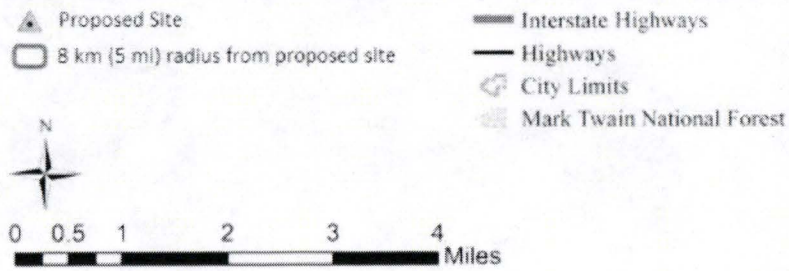 Proposed Site
8 km (5 mi) radius from proposed site
Interstate Highways
Highways
City Limits
Mark Twain National Forest
N
0 0.5 1 2 3 4
Miles